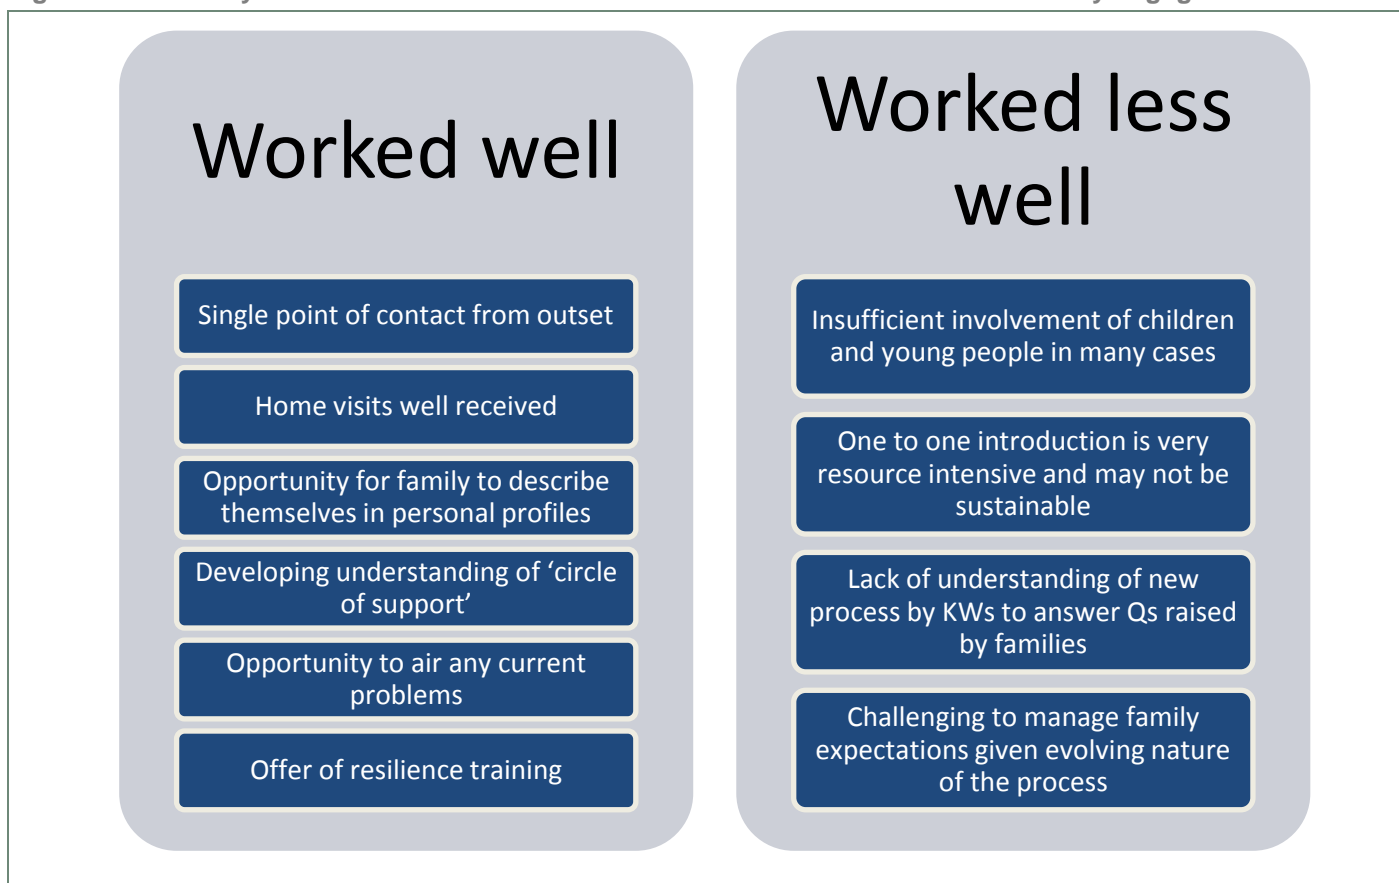 Worked well
Single point of contact from outset
Home visits well received
Opportunity for family to describe
themselves in personal profiles
Developing understanding of ‘circle
of support’
Opportunity to air any current
problems
Offer of resilience training
Worked less
well
Insufficient involvement of children
and young people in many cases
One to one introduction is very
resource intensive and may not be
sustainable
Lack of understanding of new
process by KWs to answer Qs raised
by families
Challenging to manage family
expectations given evolving nature
of the process